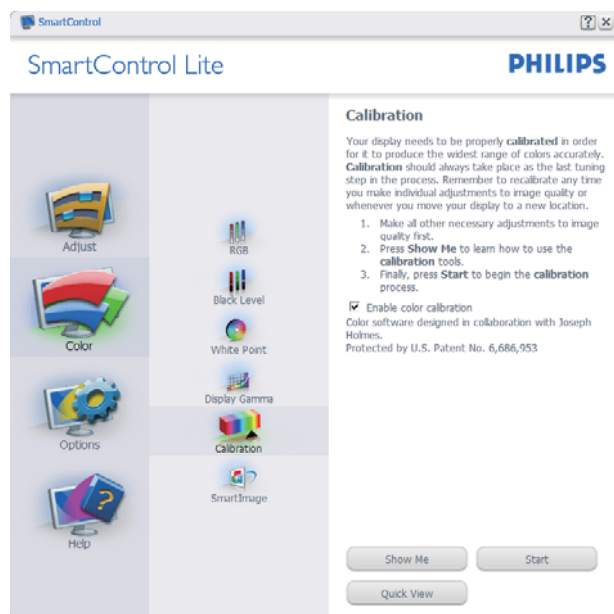 SmartControl
SmartControl Lite
PHILIPS
Adjust
Color
Options
Help
RGB
Black Level
White Point
Display Gamma
Calibration
SmartImage
Calibration
Your display needs to be properly calibrated in order
for it to produce the widest range of colors accurately.
Calibration should always take place as the last tuning
step in the process. Remember to recalibrate any time
you make individual adjustments to image quality or
whenever you move your display to a new location.
1. Make all other necessary adjustments to image
quality first.
2. Press Show Me to learn how to use the
calibration tools.
3. Finally, press Start to begin the calibration
process.
Enable color calibration
Color software designed in collaboration with Joseph
Holmes.
Protected by U.S. Patent No. 6,686,953
Show Me
Start
Quick View